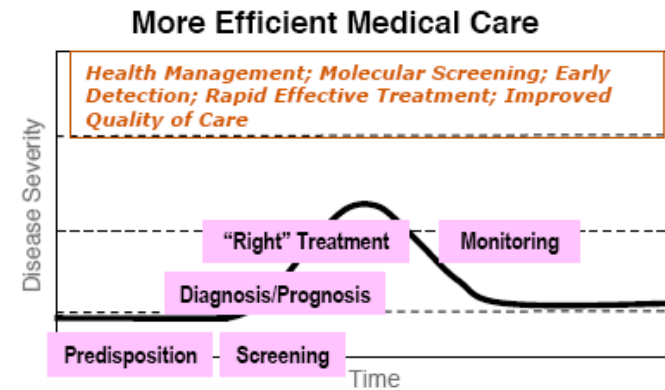 More Efficient Medical Care
Health Management; Molecular Screening; Early
Detection; Rapid Effective Treatment; Improved
Quality of Care
Disease Severity
“Right” Treatment
Monitoring
Diagnosis/Prognosis
Predisposition
Screening
Time